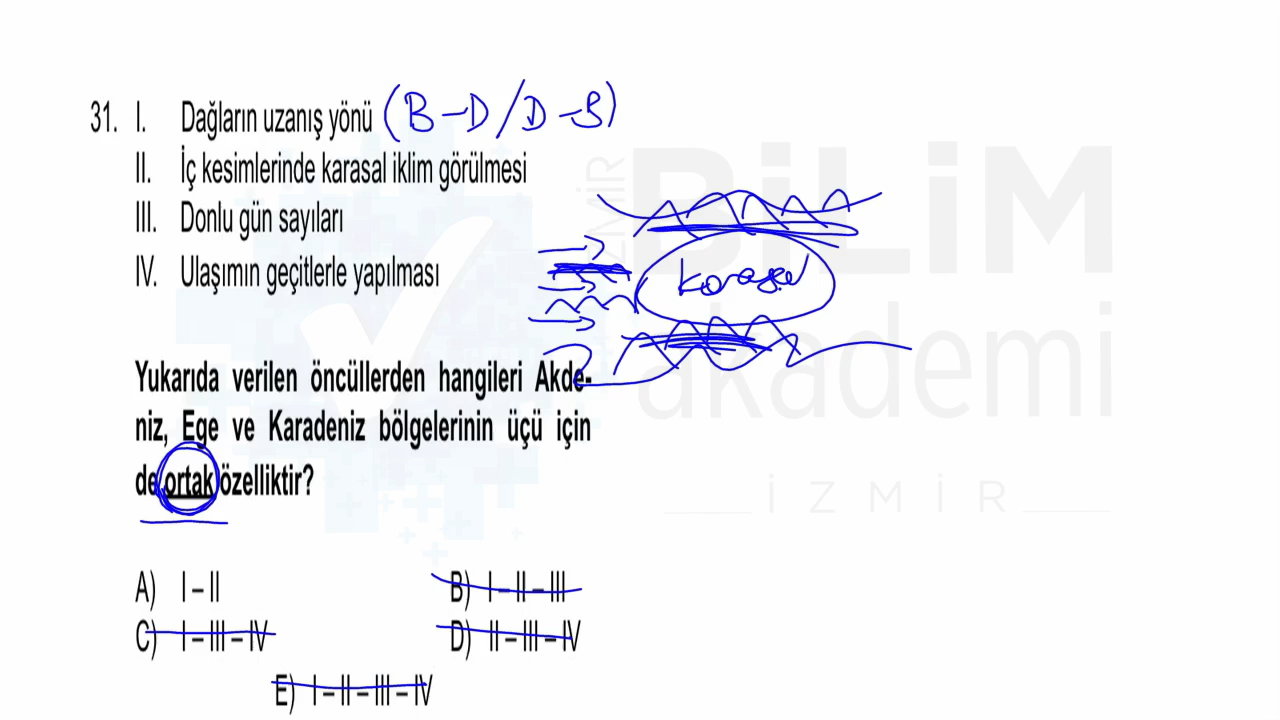 31. I. Dağların uzanış yönü (B-D/D-B)
II. İç kesimlerinde karasal iklim görülmesi
III. Donlu gün sayıları
IV. Ulaşımın geçitlerle yapılması
karasal
Yukarıda verilen öncüllerden hangileri Akde-
niz, Ege ve Karadeniz bölgelerinin üçü için
de ortak özelliktir?
A) I – II
B) I – II – III
C) I – III – IV
D) II – III – IV
E) I – II – III – IV
İZMİR BİLİM
akademi
İZMİR